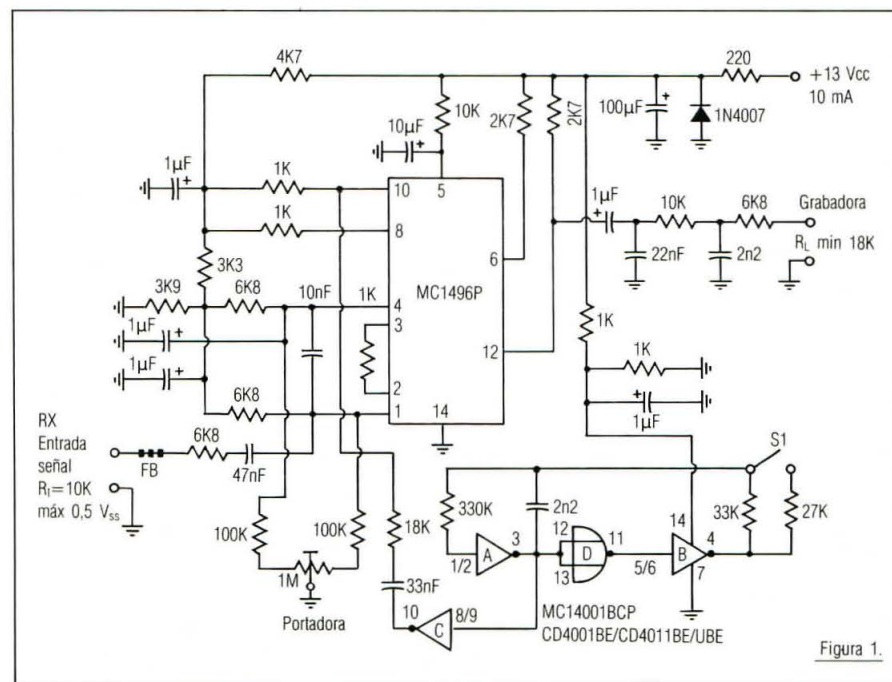 4K7
220
+13 Vcc
10 mA
10K
2K7
2K7
100µF
+
1N4007
10µF
+
1µF
+
1K
10
5
1µF
+
10K
6K8
Grabadora
1K
8
22nF
2n2
R_L min 18K
3K3
6
MC1496P
3K9
6K8
10nF
1K
4
3
1K
1µF
+
12
1K
1µF
+
2
6K8
1
14
+
1µF
RX
Entrada
señal
R_I=10K
máx 0,5 V_SS
FB
6K8
47nF
S1
330K
2n2
33K
27K
100K
100K
18K
3
12
11
14
4
A
D
B
1/2
13
5/6
7
1M
33nF
Portadora
10
C
8/9
MC14001BCP
CD4001BE/CD4011BE/UBE
Figura 1.